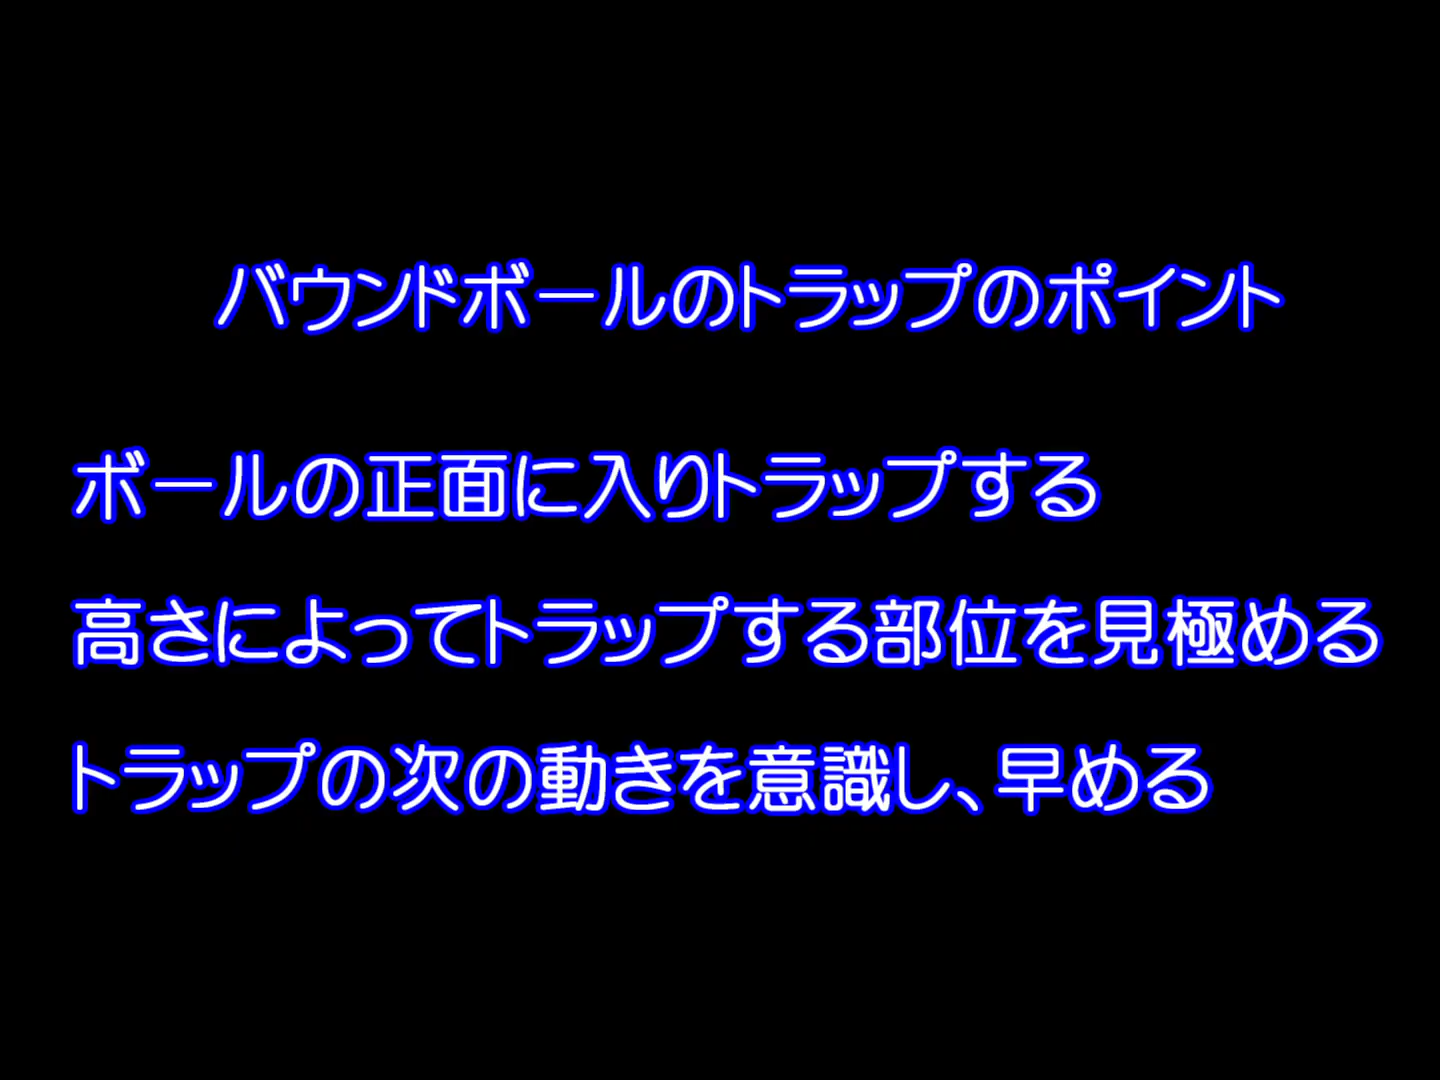 バウンドボールのトラップのポイント
ボールの正面に入りトラップする
高さによってトラップする部位を見極める
トラップの次の動きを意識し、早める